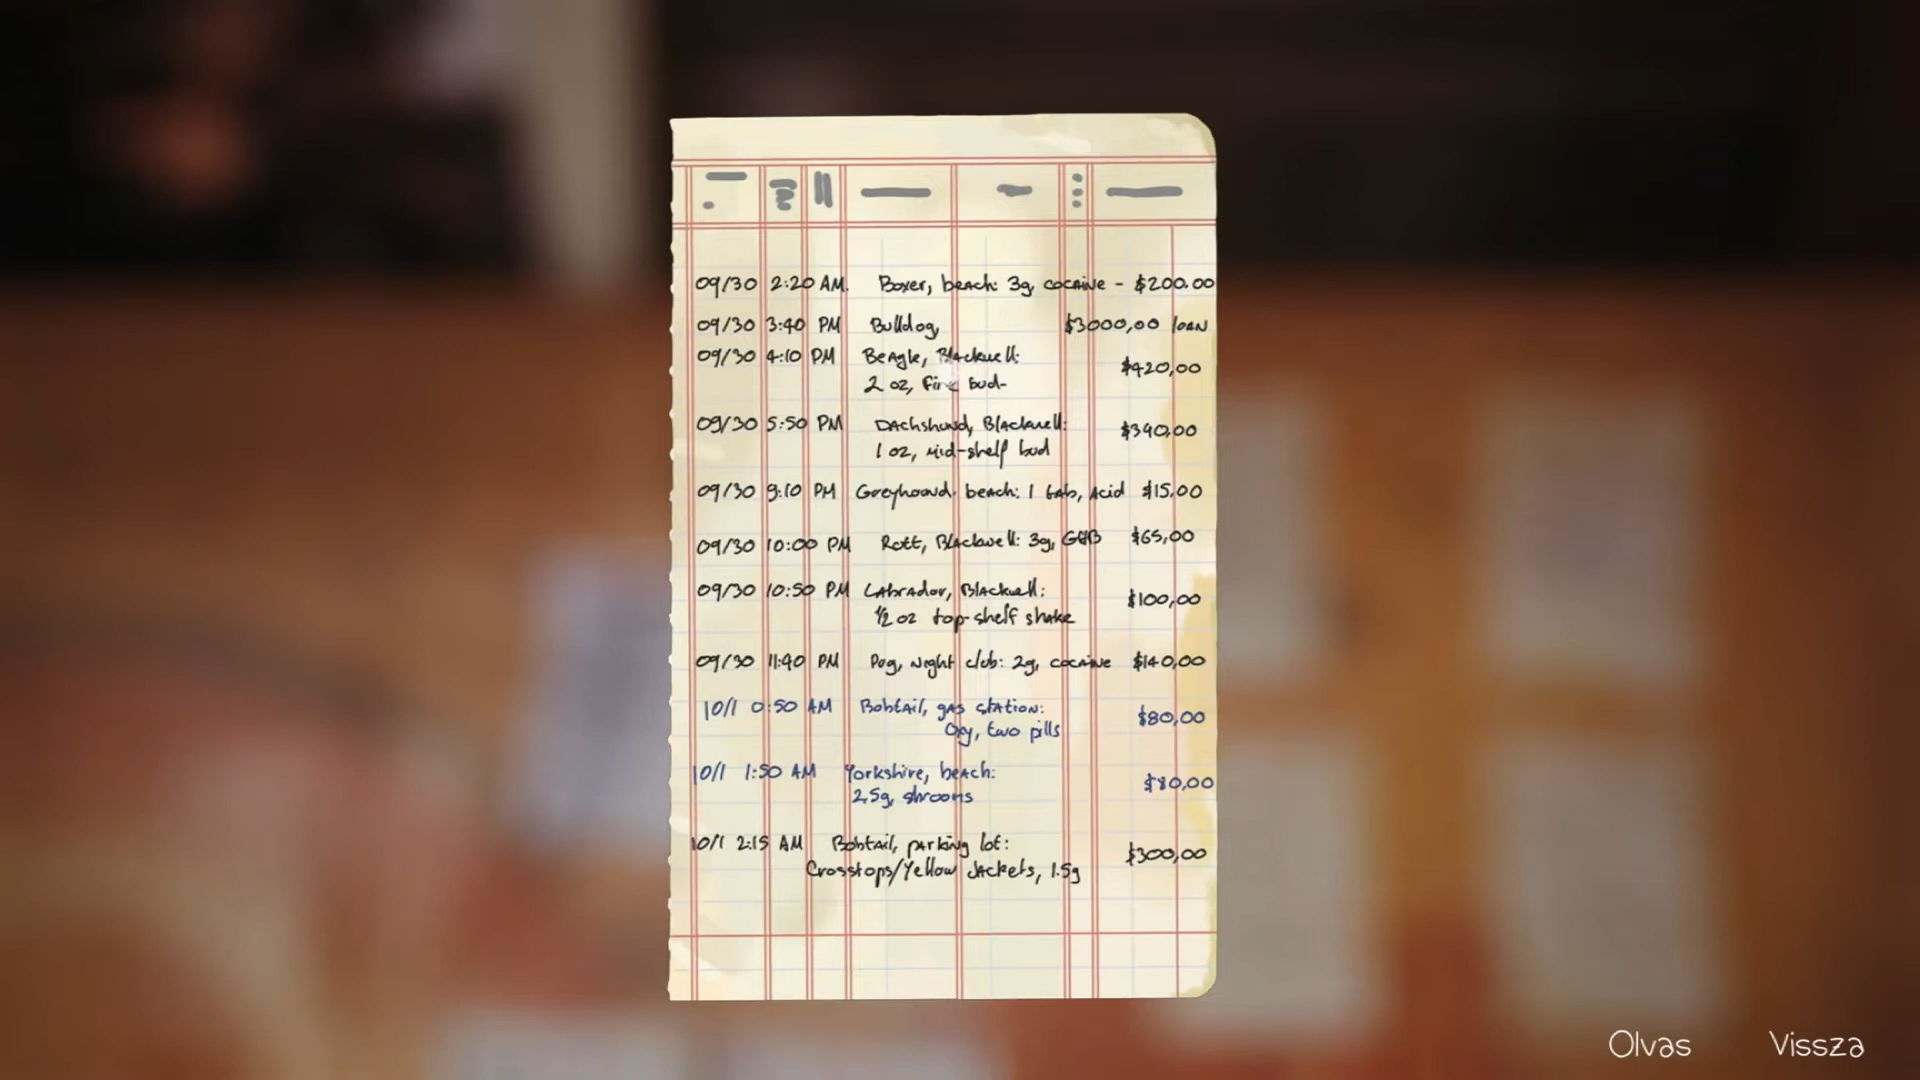 09/30 2:20 AM. Boxer, beach: 3g, cocaine - $200.00
09/30 3:40 PM Bulldog, $3000,00 loan
09/30 4:10 PM Beagle, Blackwell:
2 oz, fire bud- $420,00
09/30 5:50 PM Dachshund, Blackwell:
1 oz, mid-shelf bud $390,00
09/30 9:10 PM Greyhound, beach: 1 tab, acid $15,00
09/30 10:00 PM Rott, Blackwell: 3g, GHB $65,00
09/30 10:50 PM Labrador, Blackwell:
1/2 oz top-shelf shake $100,00
09/30 11:40 PM Pug, night club: 2g, cocaine $140,00
10/1 0:50 AM Bobtail, gas station:
Oxy, two pills $80,00
10/1 1:50 AM Yorkshire, beach:
2,5g, shrooms $80,00
10/1 2:15 AM Bobtail, parking lot:
Crosstops/Yellow Jackets, 1.5g $300,00
Olvas Vissza